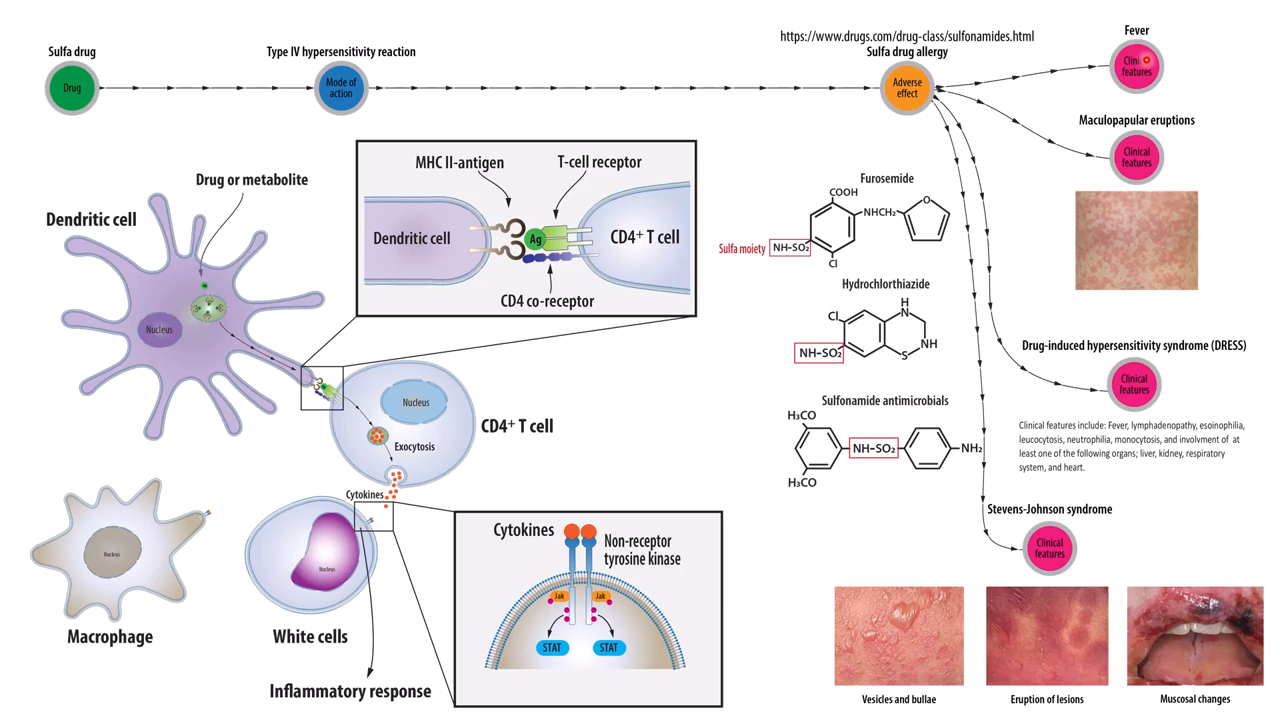 https://www.drugs.com/drug-class/sulfonamides.html
Sulfa drug
Drug
Type IV hypersensitivity reaction
Mode of
action
Sulfa drug allergy
Adverse
effect
Fever
Clini
features
Maculopapular eruptions
Clinical
features
Drug or metabolite
Dendritic cell
Nucleus
MHC II-antigen
T-cell receptor
Dendritic cell
Ag
CD4+ T cell
CD4 co-receptor
Nucleus
CD4+ T cell
Exocytosis
Cytokines
Nucleus
Macrophage
Nucleus
White cells
Inflammatory response
Cytokines
Non-receptor
tyrosine kinase
Jak
Jak
STAT
STAT
Furosemide
COOH
NHCH2
O
Sulfa moiety
NH–SO2
Cl
Hydrochlorthiazide
H
N
Cl
NH
NH–SO2
S
Sulfonamide antimicrobials
H3CO
NH–SO2
NH2
H3CO
Drug-induced hypersensitivity syndrome (DRESS)
Clinical
features
Clinical features include: Fever, lymphadenopathy, esoinophilia,
leucocytosis, neutrophilia, monocytosis, and involvment of at
least one of the following organs; liver, kidney, respiratory
system, and heart.
Stevens-Johnson syndrome
Clinical
features
Vesicles and bullae
Eruption of lesions
Muscosal changes